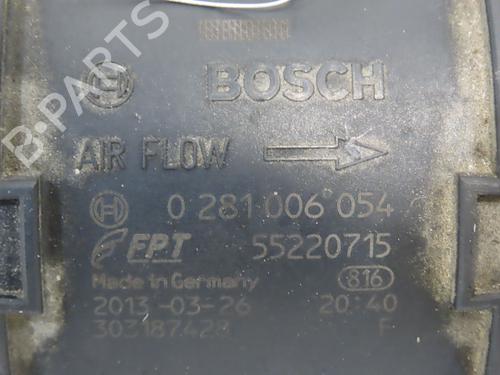 B-PARTS
BOSCH
AIR FLOW
0 281 006 054
FPT 55220715
Made in Germany 816
2013-03-26 20:40
F